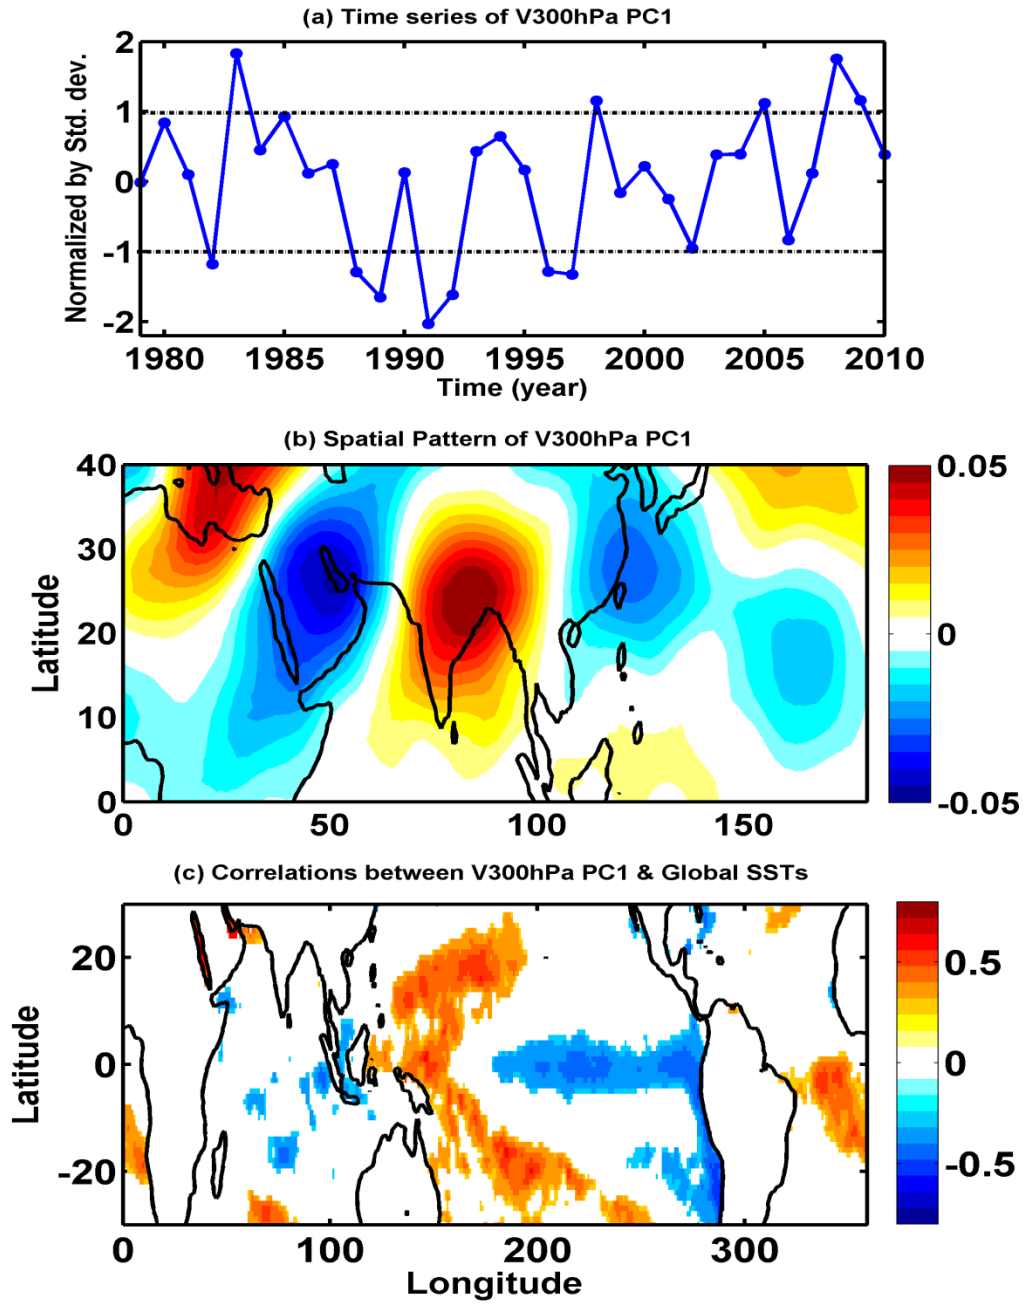 (a) Time series of V300hPa PC1
Normalized by Std. dev.
2
1
0
-1
-2
1980 1985 1990 1995 2000 2005 2010
Time (year)
(b) Spatial Pattern of V300hPa PC1
Latitude
40
30
20
10
0
0 50 100 150
0.05
0
-0.05
(c) Correlations between V300hPa PC1 & Global SSTs
Latitude
20
0
-20
0 100 200 300
Longitude
0.5
0
-0.5